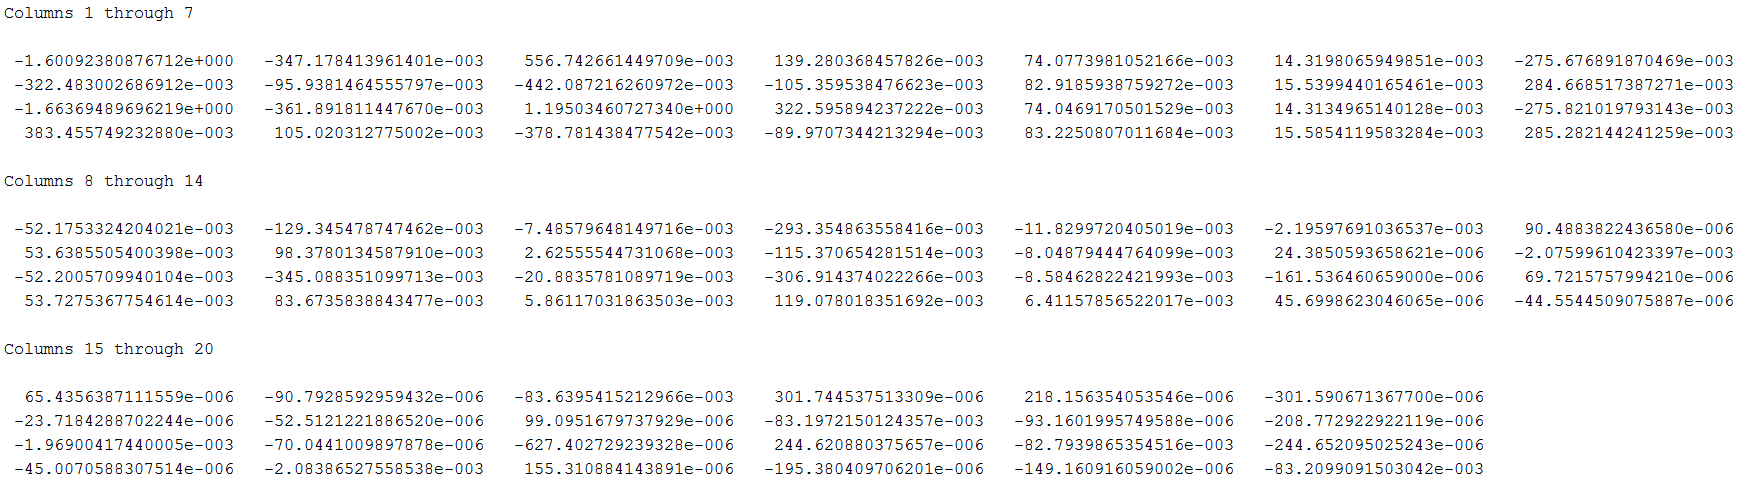 Columns 1 through 7
-1.60092380876712e+000 -347.178413961401e-003 556.742661449709e-003 139.280368457826e-003 74.0773981052166e-003 14.3198065949851e-003 -275.676891870469e-003
-322.483002686912e-003 -95.9381464555797e-003 -442.087216260972e-003 -105.359538476623e-003 82.9185938759272e-003 15.5399440165461e-003 284.668517387271e-003
-1.66369489696219e+000 -361.891811447670e-003 1.19503460727340e+000 322.595894237222e-003 74.0469170501529e-003 14.3134965140128e-003 -275.821019793143e-003
383.455749232880e-003 105.020312775002e-003 -378.781438477542e-003 -89.9707344213294e-003 83.2250807011684e-003 15.5854119583284e-003 285.282144241259e-003
Columns 8 through 14
-52.1753324204021e-003 -129.345478747462e-003 -7.48579648149716e-003 -293.354863558416e-003 -11.8299720405019e-003 -2.19597691036537e-003 90.4883822436580e-006
53.6385505400398e-003 98.3780134587910e-003 2.62555544731068e-003 -115.370654281514e-003 -8.04879444764099e-003 24.3850593658621e-006 -2.07599610423397e-003
-52.2005709940104e-003 -345.088351099713e-003 -20.8835781089719e-003 -306.914374022266e-003 -8.58462822421993e-003 -161.536460659000e-006 69.7215757994210e-006
53.7275367754614e-003 83.6735838843477e-003 5.86117031863503e-003 119.078018351692e-003 6.41157856522017e-003 45.6998623046065e-006 -44.5544509075887e-006
Columns 15 through 20
65.4356387111559e-006 -90.7928592959432e-006 -83.6395415212966e-003 301.744537513309e-006 218.156354053546e-006 -301.590671367700e-006
-23.7184288702244e-006 -52.5121221886520e-006 99.0951679737929e-006 -83.1972150124357e-003 -93.1601995749588e-006 -208.772922922119e-006
-1.96900417440005e-003 -70.0441009897878e-006 -627.402729239328e-006 244.620880375657e-006 -82.7939865354516e-003 -244.652095025243e-006
-45.0070588307514e-006 -2.08386527558538e-003 155.310884143891e-006 -195.380409706201e-006 -149.160916059002e-006 -83.2099091503042e-003